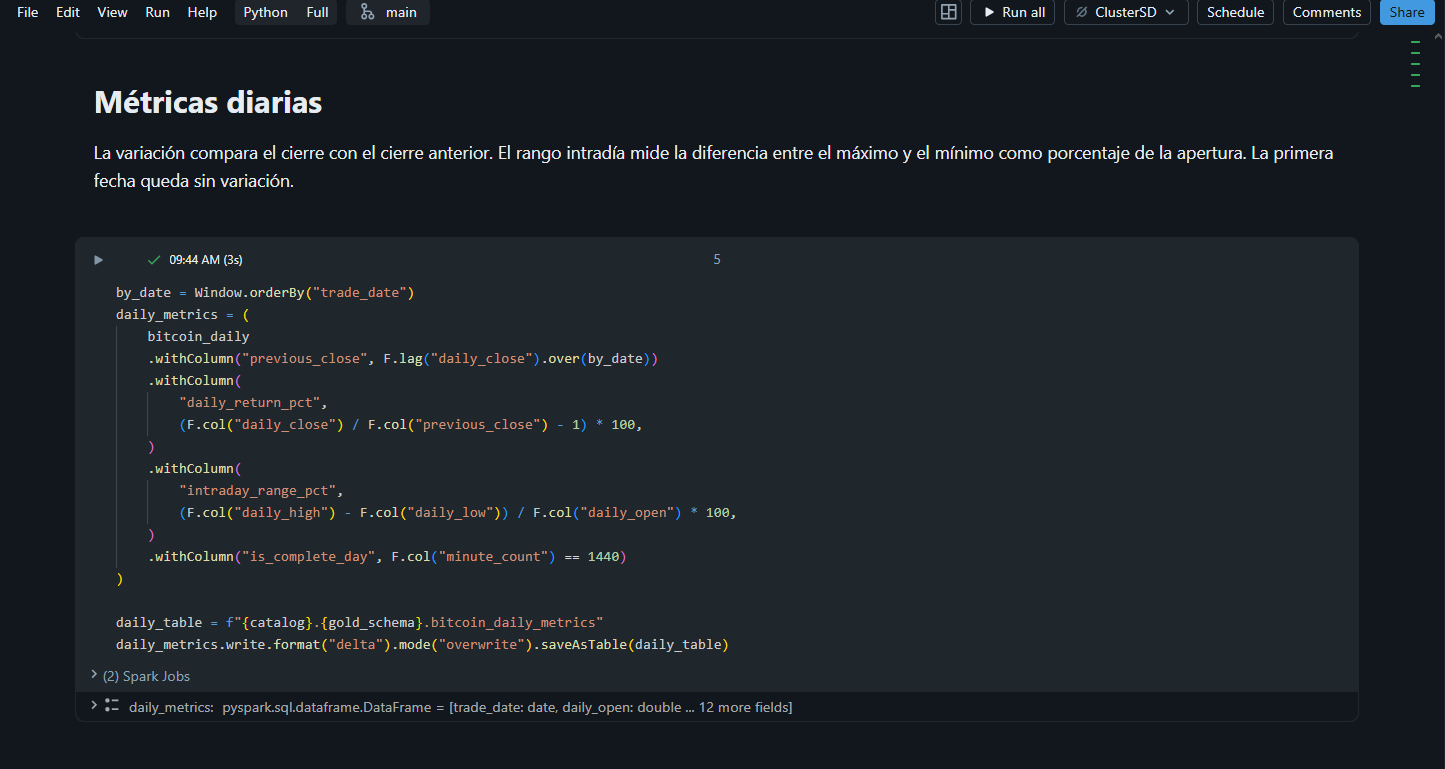 File Edit View Run Help Python Full main Run all ClusterSD Schedule Comments Share
Métricas diarias
La variación compara el cierre con el cierre anterior. El rango intradía mide la diferencia entre el máximo y el mínimo como porcentaje de la apertura. La primera
fecha queda sin variación.
09:44 AM (3s) 5
by_date = Window.orderBy("trade_date")
daily_metrics = (
    bitcoin_daily
    .withColumn("previous_close", F.lag("daily_close").over(by_date))
    .withColumn(
        "daily_return_pct",
        (F.col("daily_close") / F.col("previous_close") - 1) * 100,
    )
    .withColumn(
        "intraday_range_pct",
        (F.col("daily_high") - F.col("daily_low")) / F.col("daily_open") * 100,
    )
    .withColumn("is_complete_day", F.col("minute_count") == 1440)
)
daily_table = f"{catalog}.{gold_schema}.bitcoin_daily_metrics"
daily_metrics.write.format("delta").mode("overwrite").saveAsTable(daily_table)
(2) Spark Jobs
daily_metrics: pyspark.sql.dataframe.DataFrame = [trade_date: date, daily_open: double ... 12 more fields]